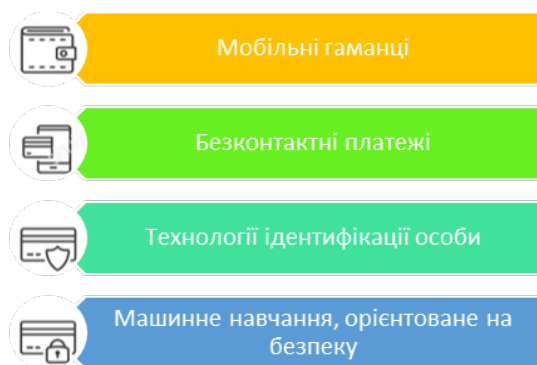 Мобільні гаманці
Безконтактні платежі
Технології ідентифікації особи
Машинне навчання, орієнтоване на
безпеку